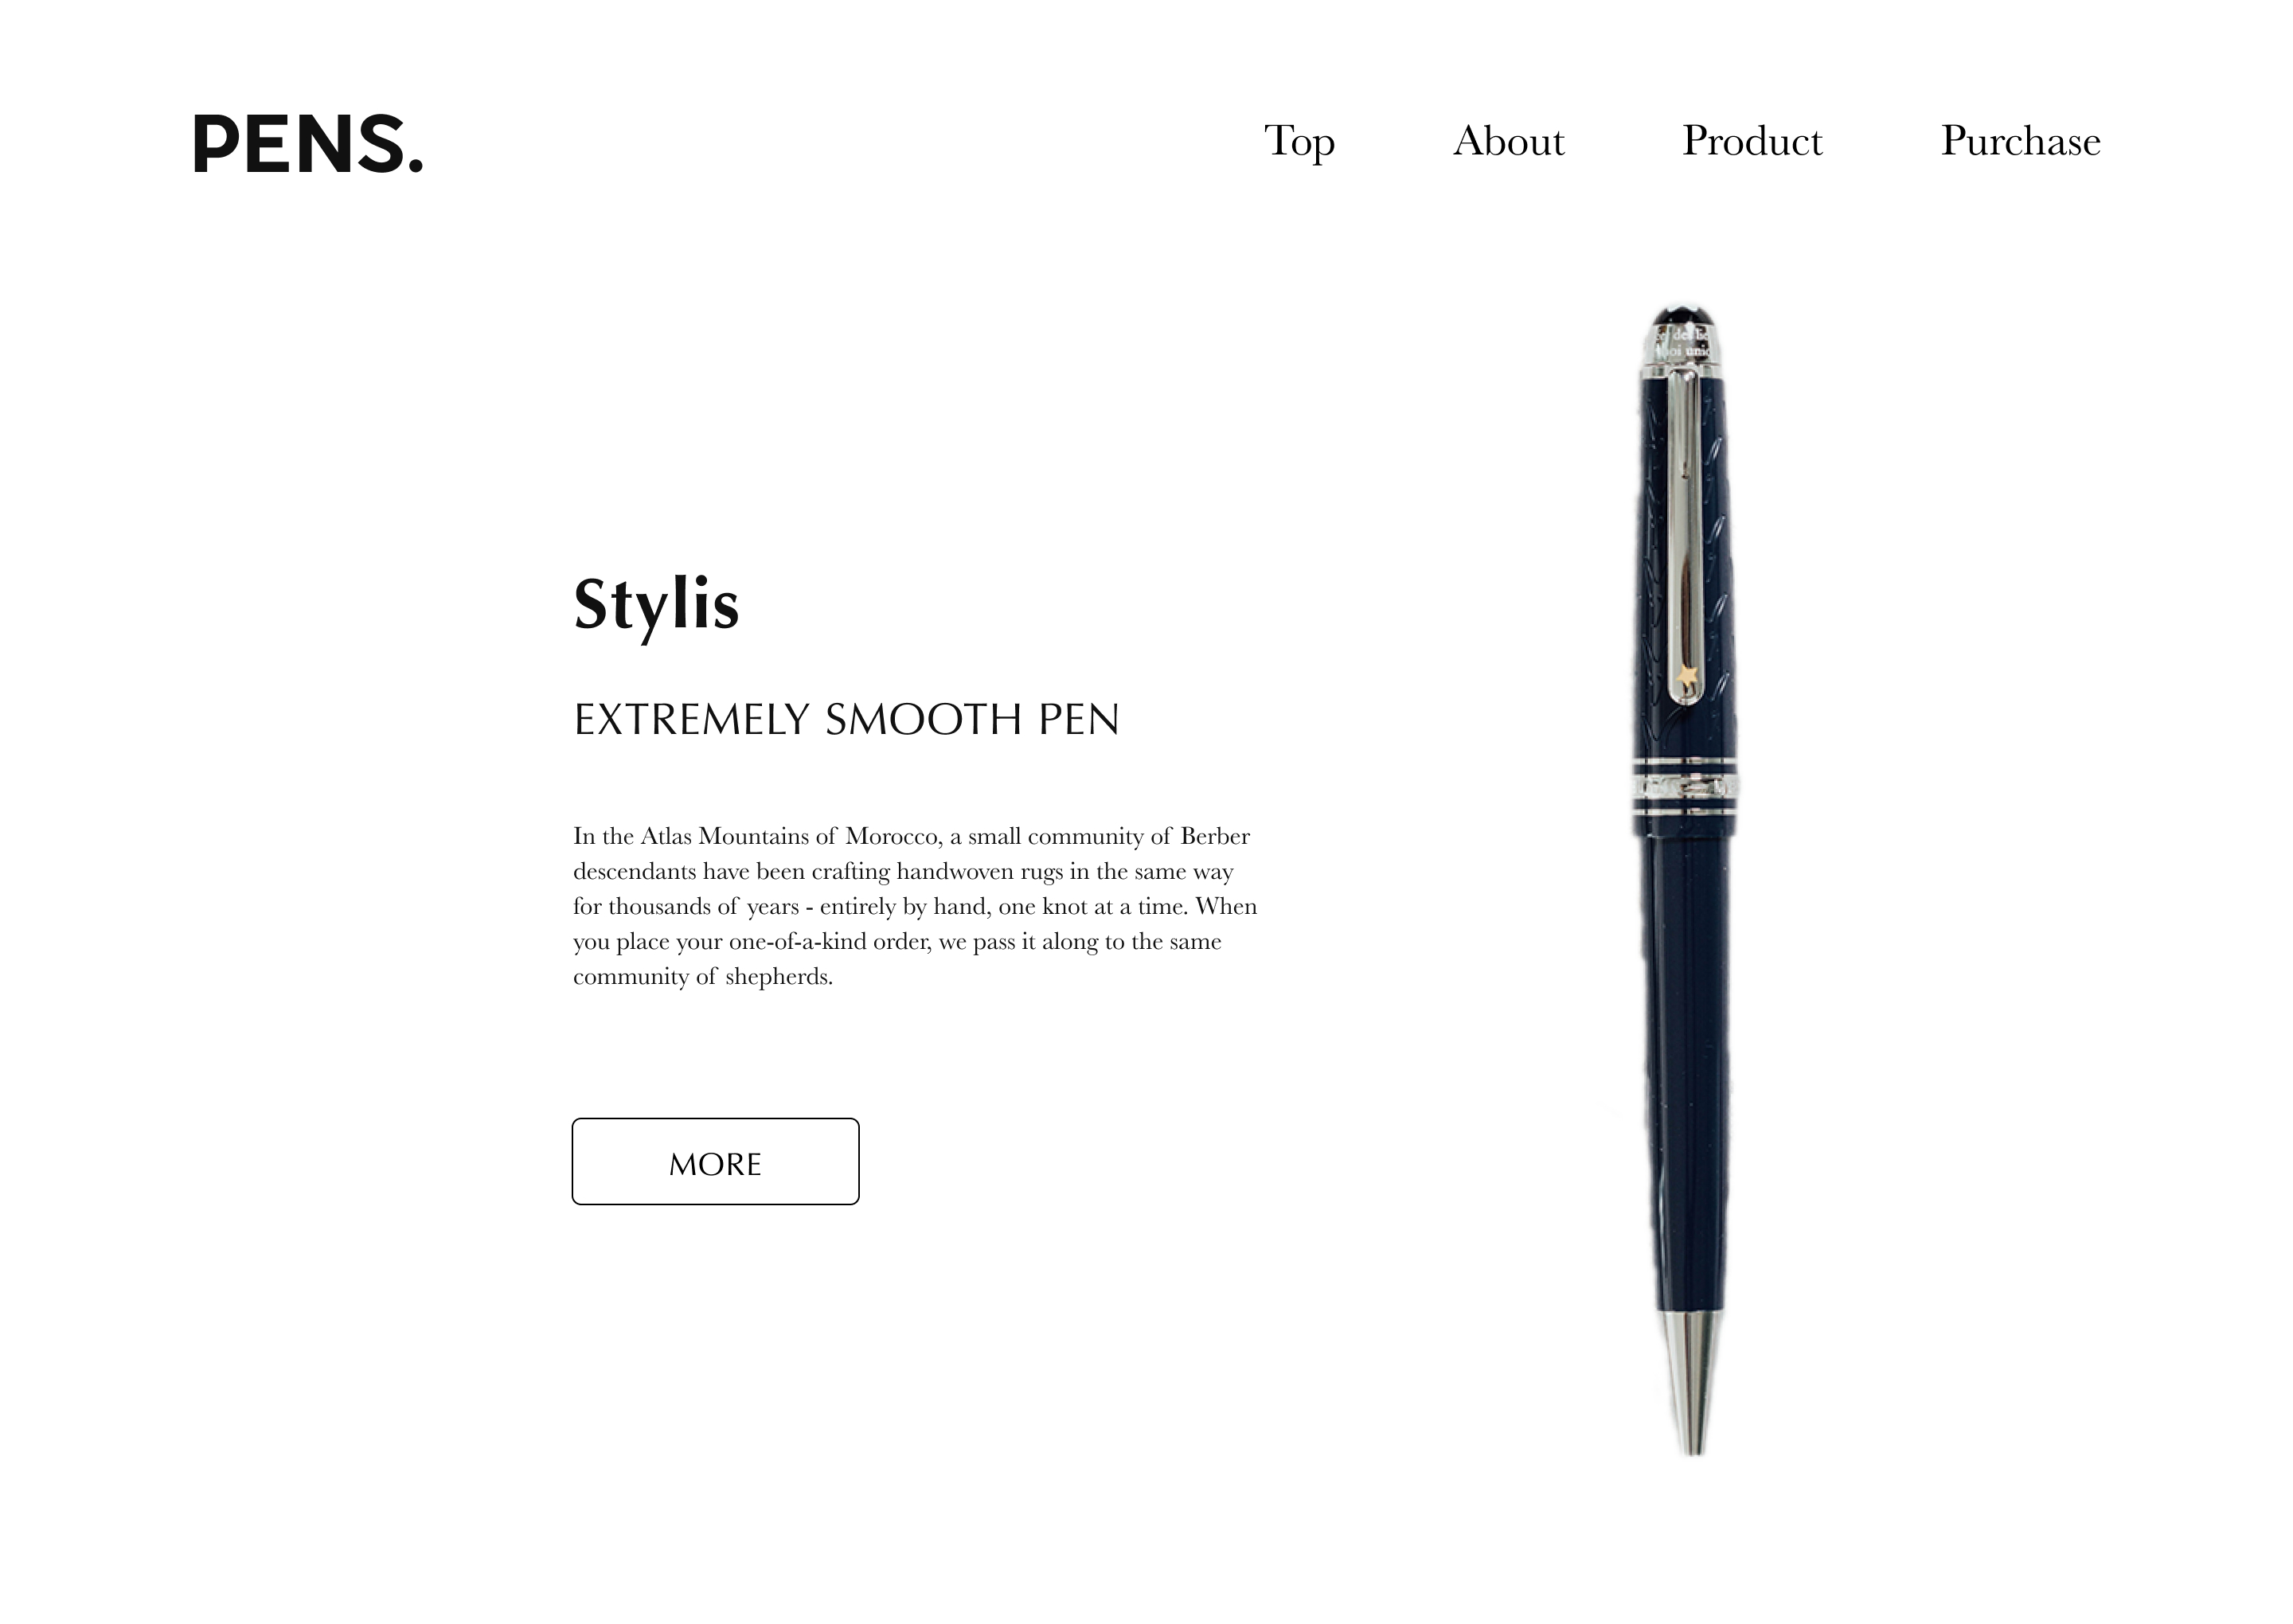 PENS.
Top About Product Purchase
Stylis
EXTREMELY SMOOTH PEN
In the Atlas Mountains of Morocco, a small community of Berber
descendants have been crafting handwoven rugs in the same way
for thousands of years - entirely by hand, one knot at a time. When
you place your one-of-a-kind order, we pass it along to the same
community of shepherds.
MORE